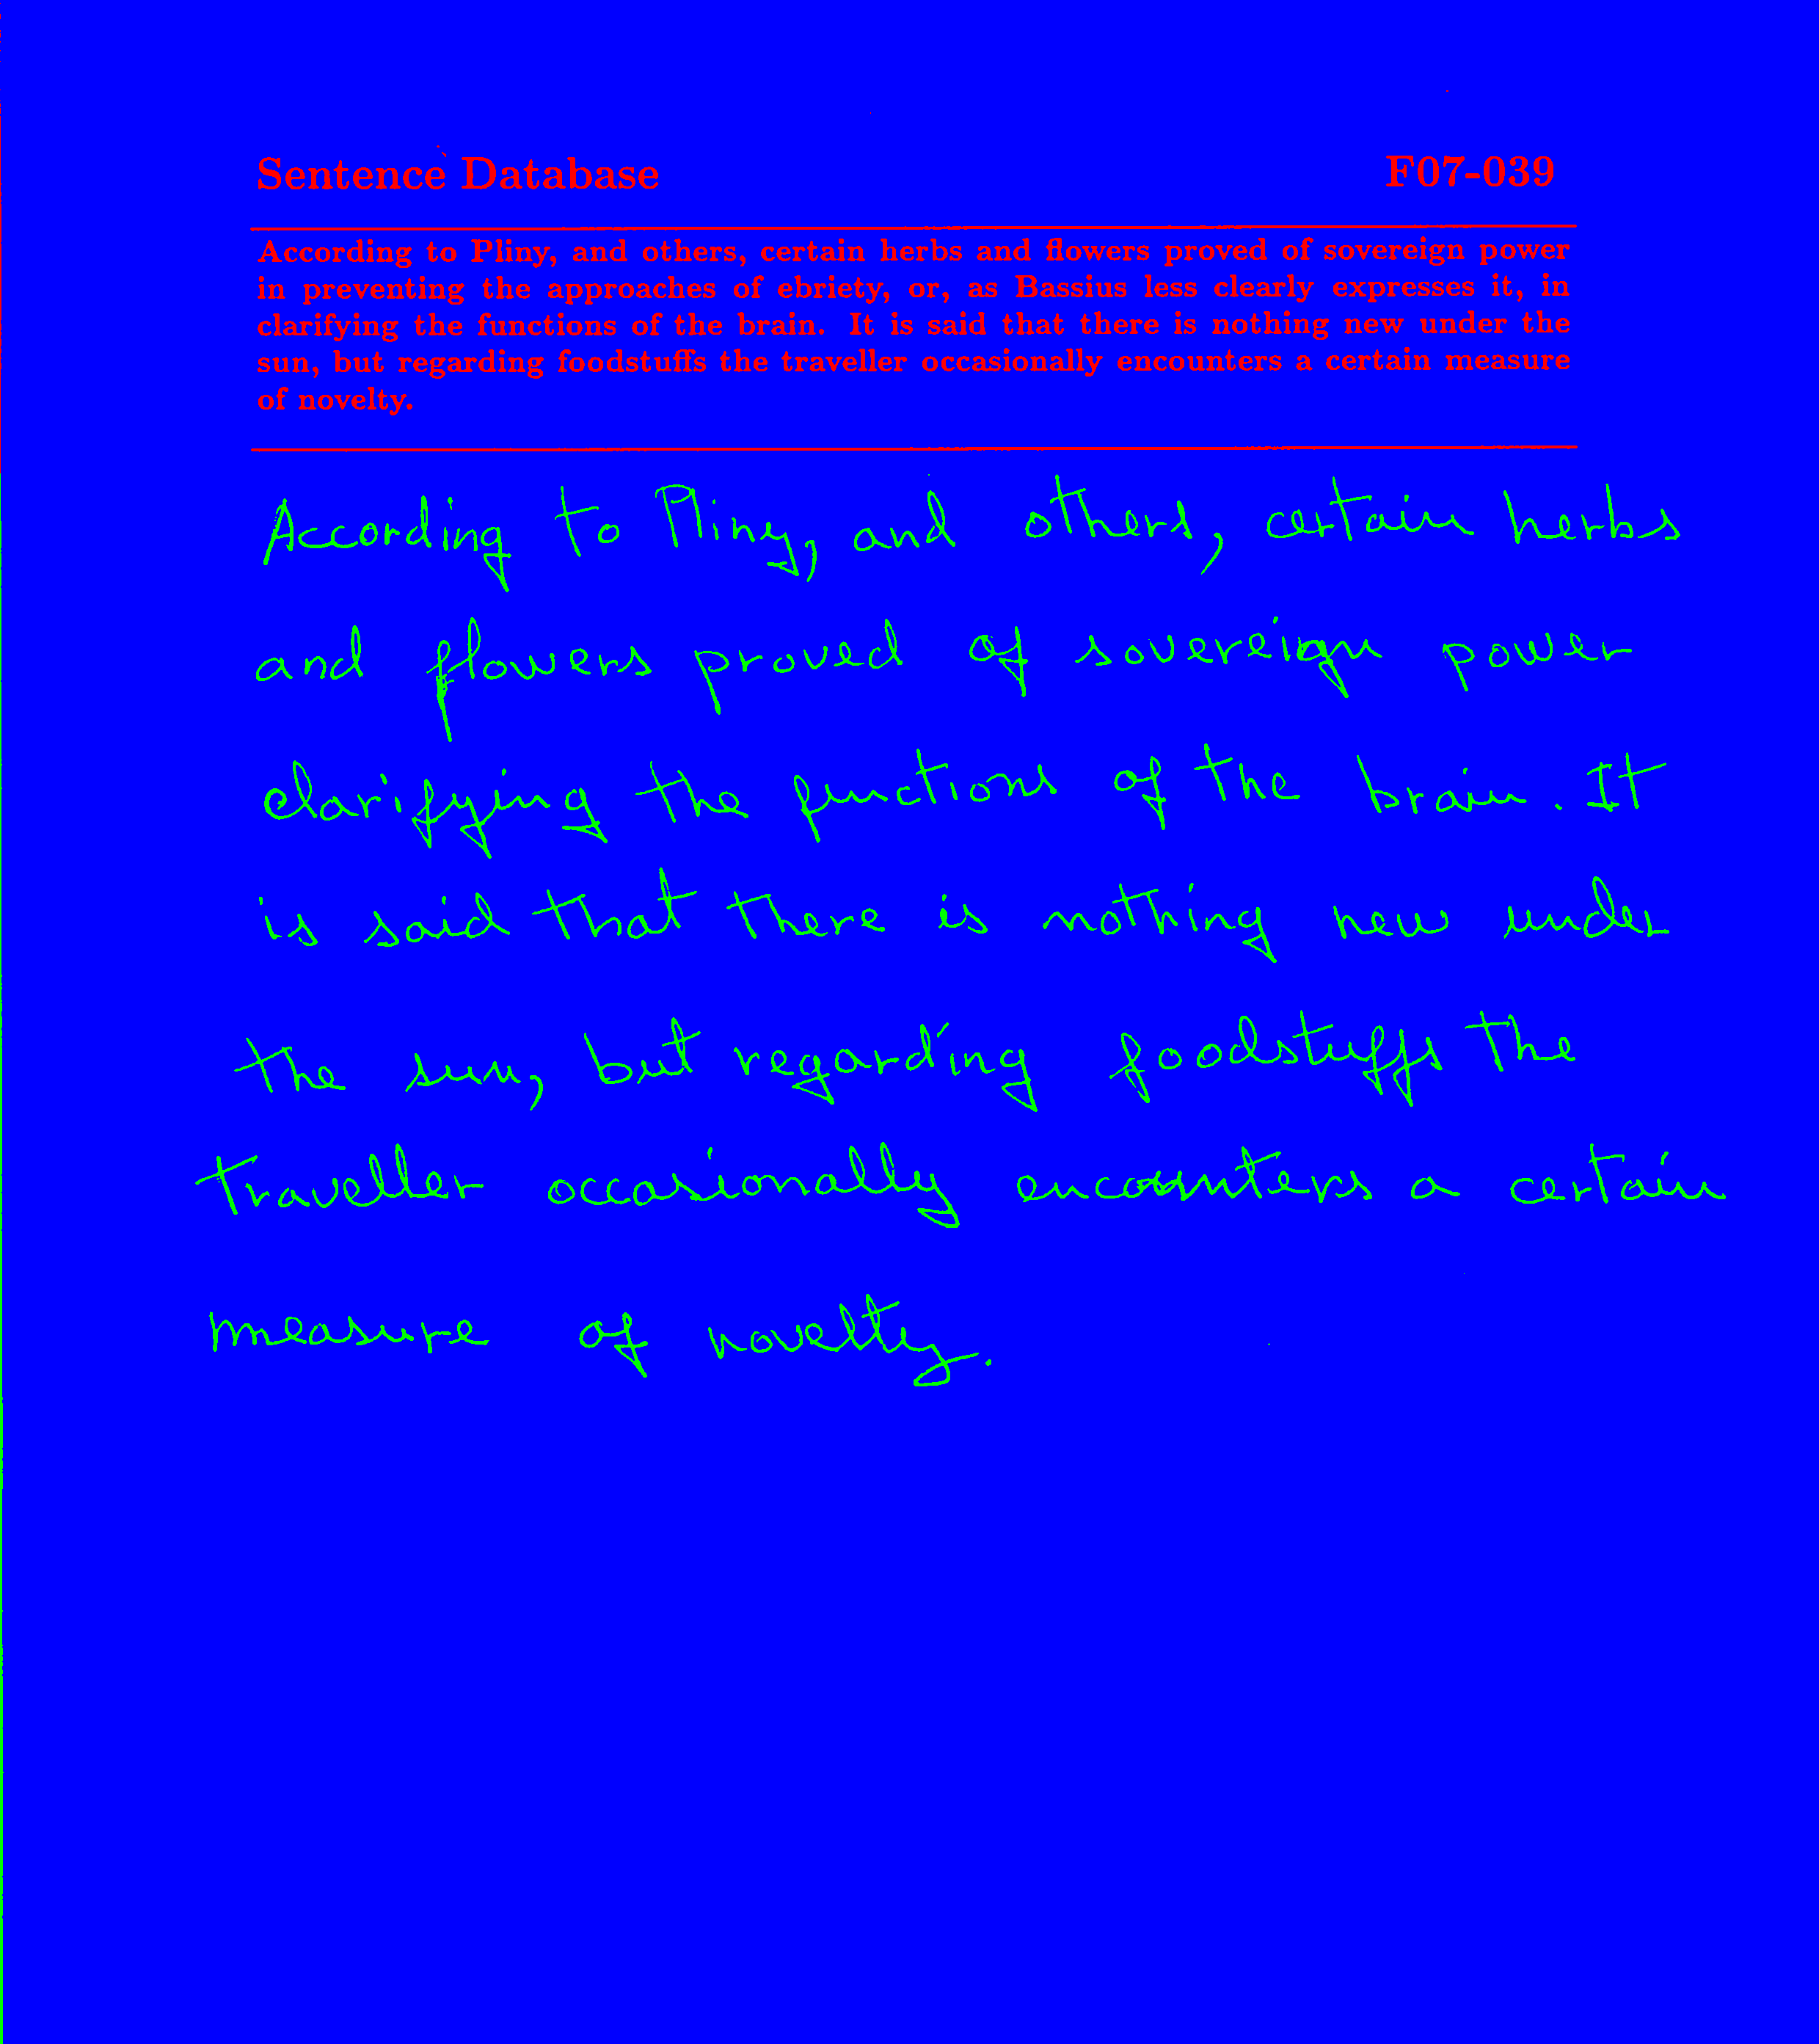 Sentence Database F07-039
According to Pliny, and others, certain herbs and flowers proved of sovereign power
in preventing the approaches of ebriety, or, as Bassius less clearly expresses it, in
clarifying the functions of the brain. It is said that there is nothing new under the
sun, but regarding foodstuffs the traveller occasionally encounters a certain measure
of novelty.
According to Pliny, and others, certain herbs
and flowers proved of sovereign power
clarifying the functions of the brain. It
is said that there is nothing new under
the sun, but regarding foodstuffs the
traveller occasionally encounters a certain
measure of novelty.